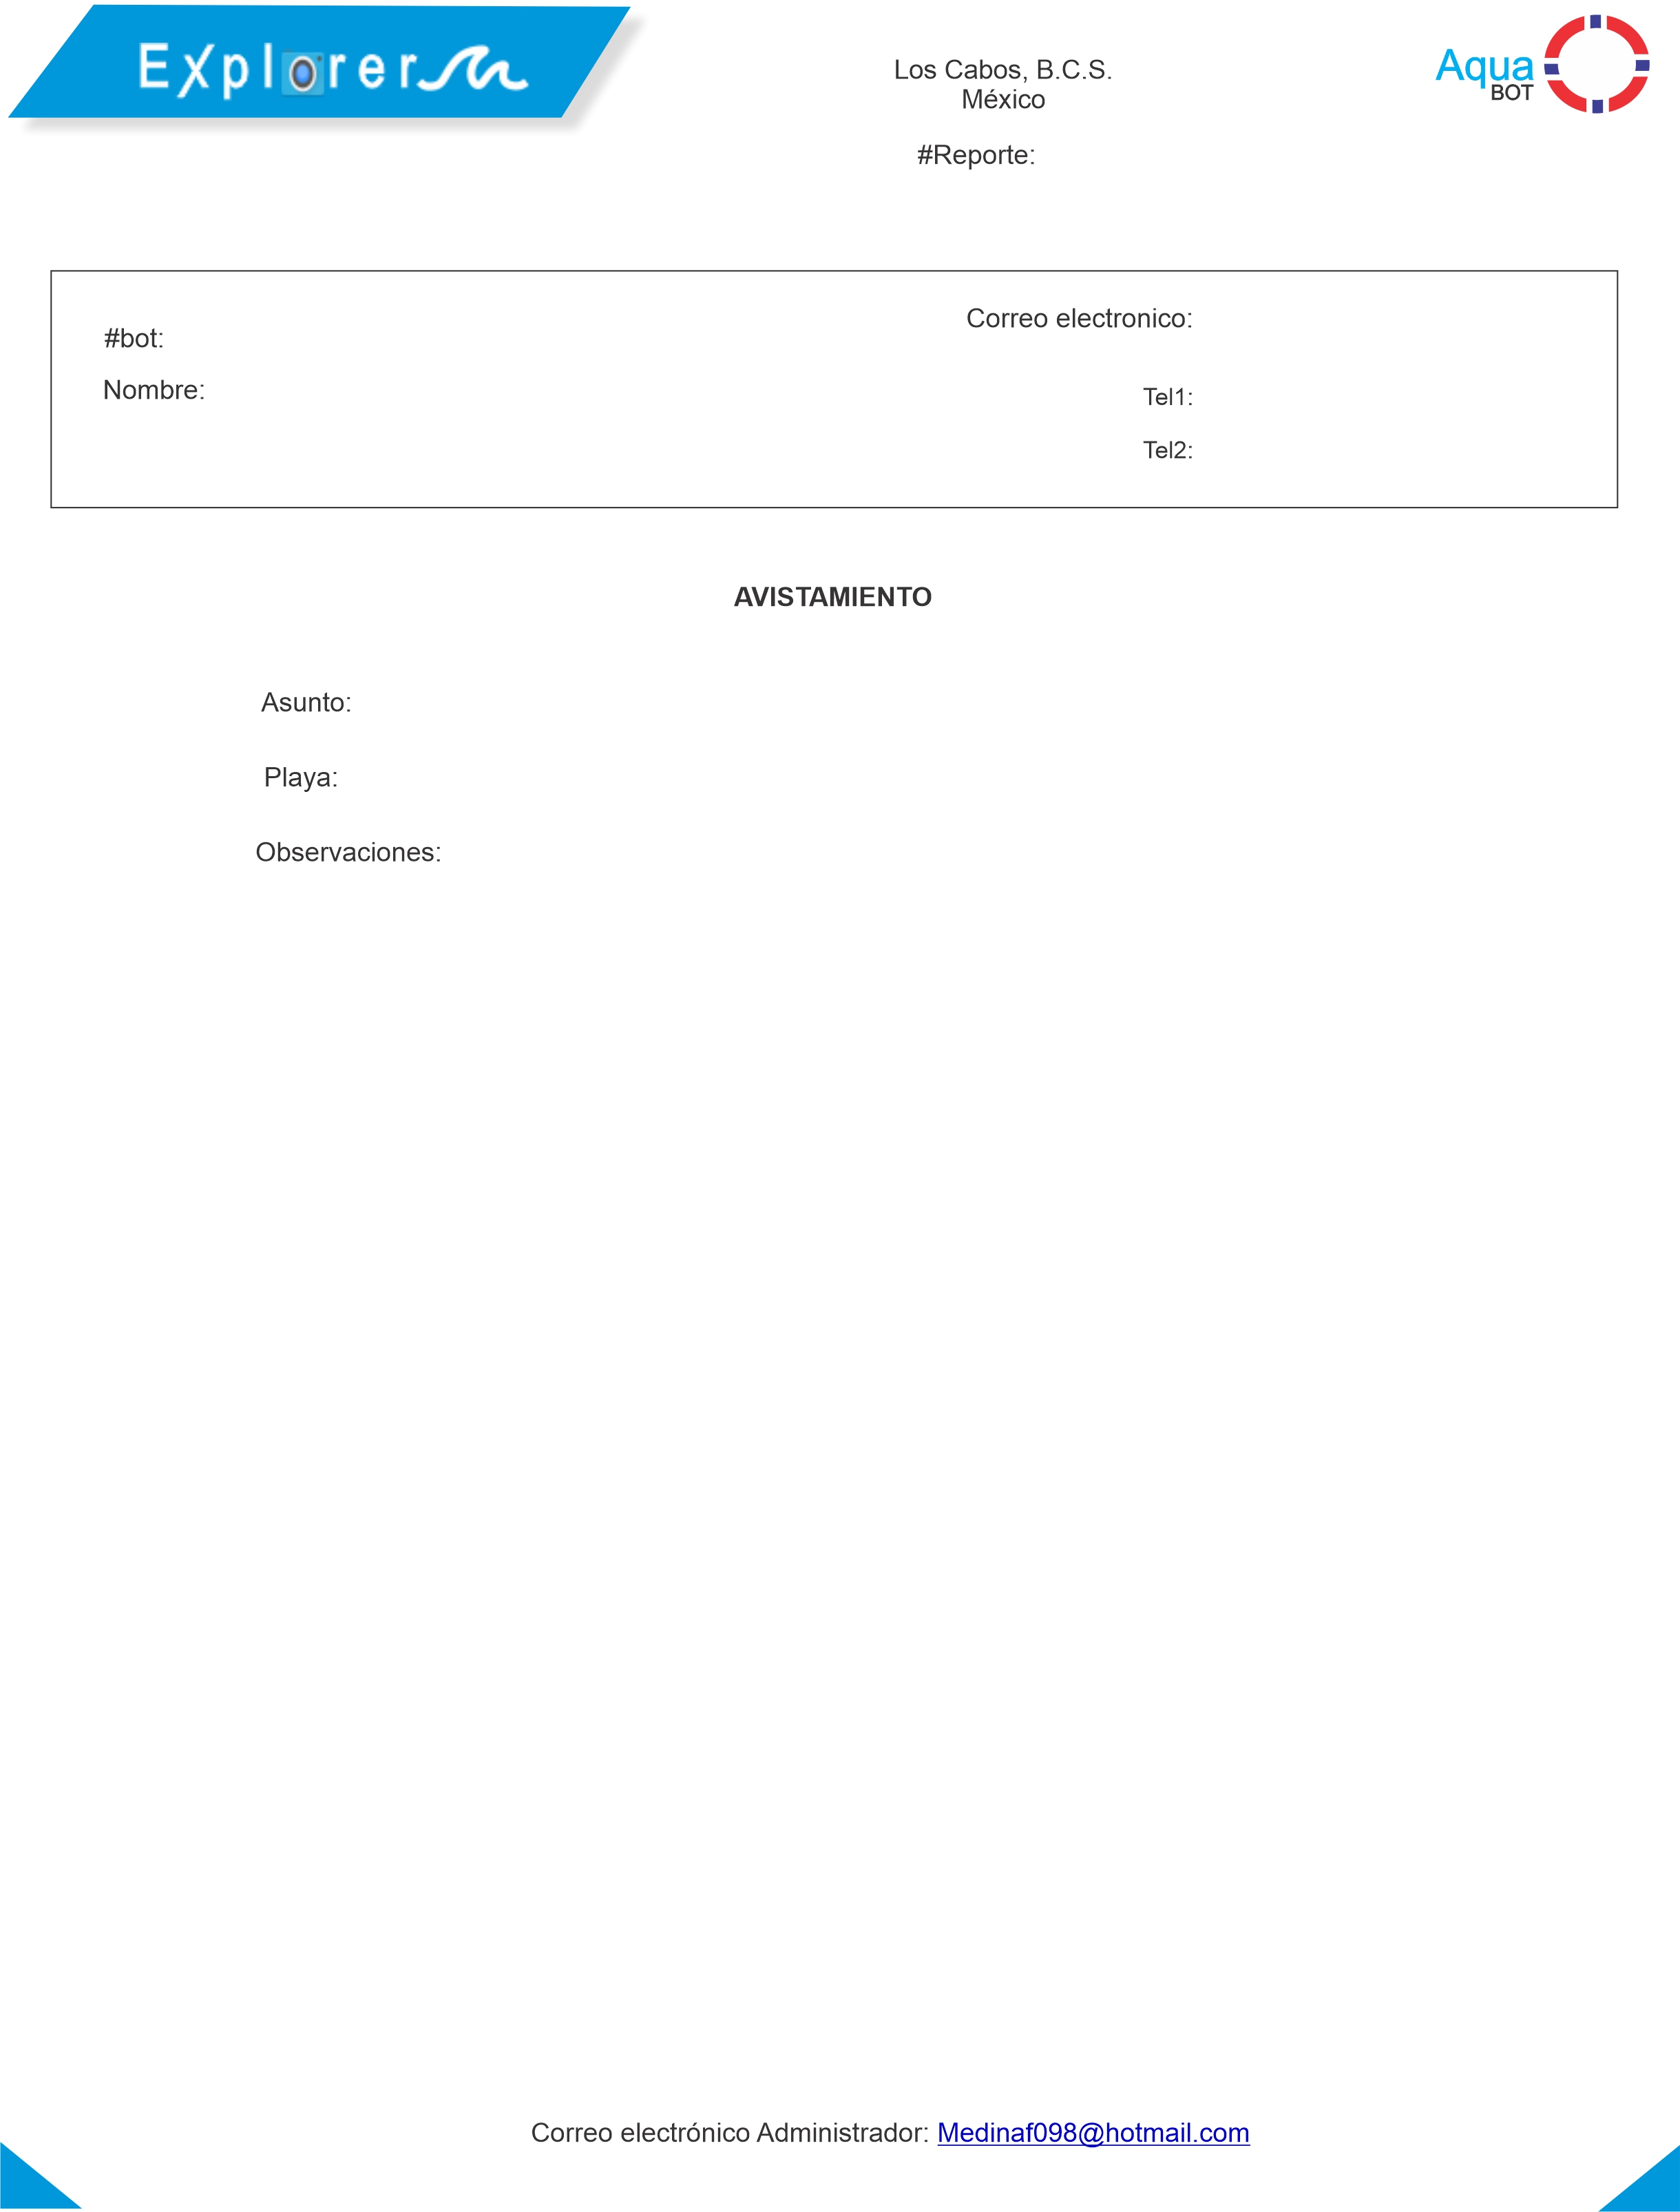 Explorer
Los Cabos, B.C.S.
México
Aqua
BOT
#Reporte:
#bot:
Nombre:
Correo electronico:
Tel1:
Tel2:
AVISTAMIENTO
Asunto:
Playa:
Observaciones:
Correo electrónico Administrador: Medinaf098@hotmail.com